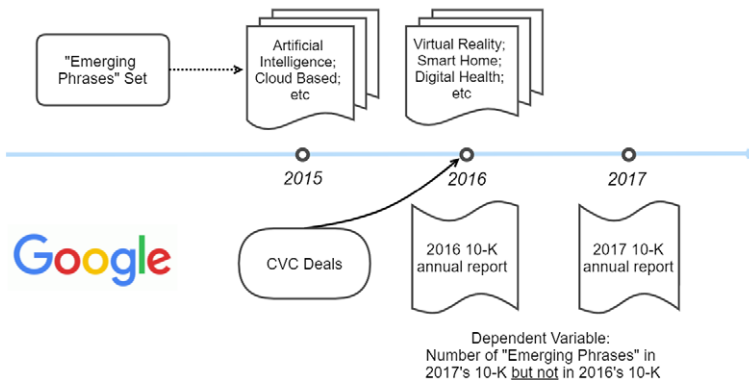 "Emerging
Phrases" Set
Artificial
Intelligence;
Cloud Based;
etc
Virtual Reality;
Smart Home;
Digital Health;
etc
2015
2016
2017
Google
CVC Deals
2016 10-K
annual report
2017 10-K
annual report
Dependent Variable:
Number of "Emerging Phrases" in
2017's 10-K but not in 2016's 10-K